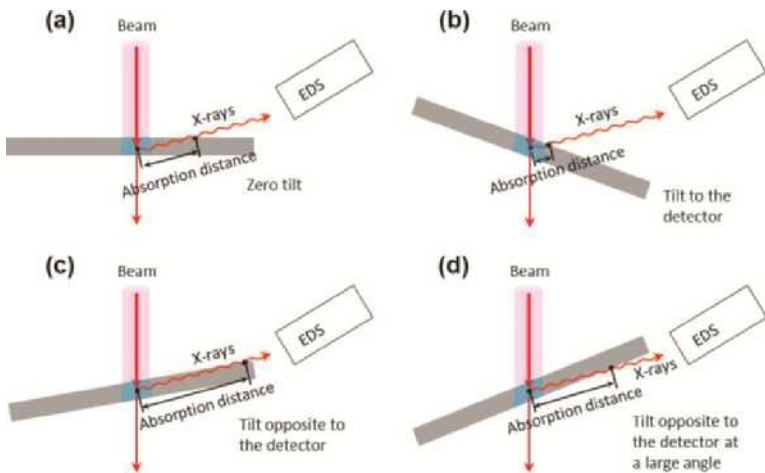 (a)
Beam
EDS
X-rays
Absorption distance
Zero tilt
(b)
Beam
EDS
X-rays
Absorption distance
Tilt to the
detector
(c)
Beam
EDS
X-rays
Absorption distance
Tilt opposite to
the detector
(d)
Beam
EDS
X-rays
Absorption distance
Tilt opposite to
the detector at
a large angle